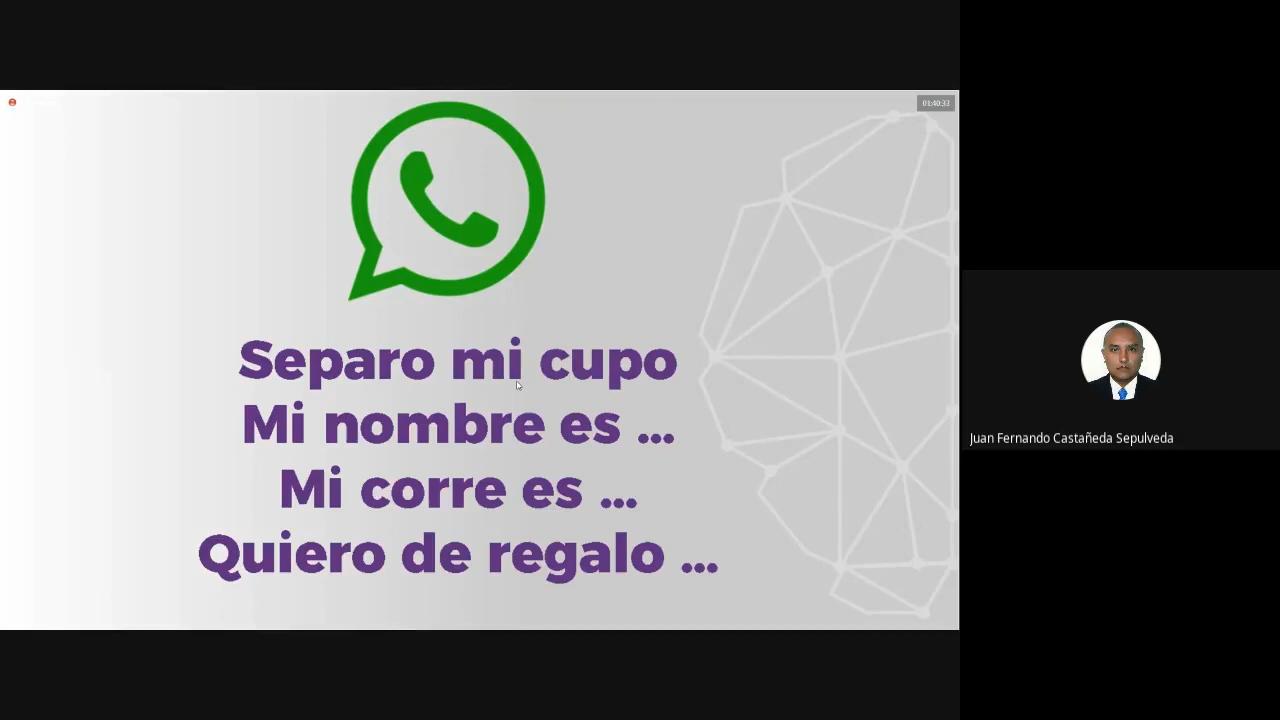 01:40:33
Separo mi cupo
Mi nombre es ...
Mi corre es ...
Quiero de regalo ...
Juan Fernando Castañeda Sepulveda